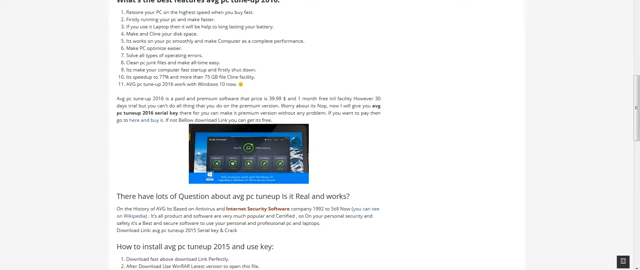 What's the best features avg pc tune-up 2016:
1. Restore your PC on the highest speed when you buy fast.
2. Firstly running your pc and make faster.
3. If you use it Laptop then it will be help to long lasting your battery.
4. Make and Cline your disk space.
5. Its works on your pc smoothly and make Computer as a complete performance.
6. Make PC optimize easier.
7. Solve all types of operating errors.
8. Clean pc junk files and make all-time easy.
9. Its make your computer fast startup and firstly shut down.
10. Its speedup to 77% and more than 75 GB file Cline facility.
11. AVG PC tune-up 2016 work with Windows 10 now.
Avg pc tune-up 2016 is a paid and premium software that price is 39.99 $ and 1 month free tril facility However 30
days trial but you can't do all thing that you do on the premium version. Worry about its Nop, now I will give you avg
pc tuneup 2016 serial key there for you can make it premium version without any problem. If you want to pay then
go to here and buy it. If not Bellow download Link you can get its free.
There have lots of Question about avg pc tuneup Is it Real and works?
On the History of AVG Its Based on Antivirus and Internet Security Software company 1992 to Still Now (you can see
on Wikipedia). It's all product and software are very much popular and Certified, so On your personal security and
safety it's Best and secure software to use your personal and professional pc and laptops.
Download Link: avg pc tuneup 2015 Serial key & Crack
How to install avg pc tuneup 2015 and use key:
1. Download fast above download Link Perfectly.
2. After Download Use WinRAR Latest version to open this file.